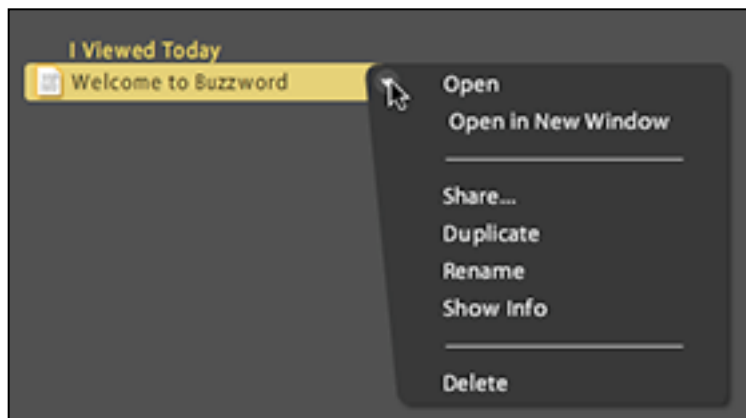 I Viewed Today
Welcome to Buzzword
Open
Open in New Window
Share...
Duplicate
Rename
Show Info
Delete